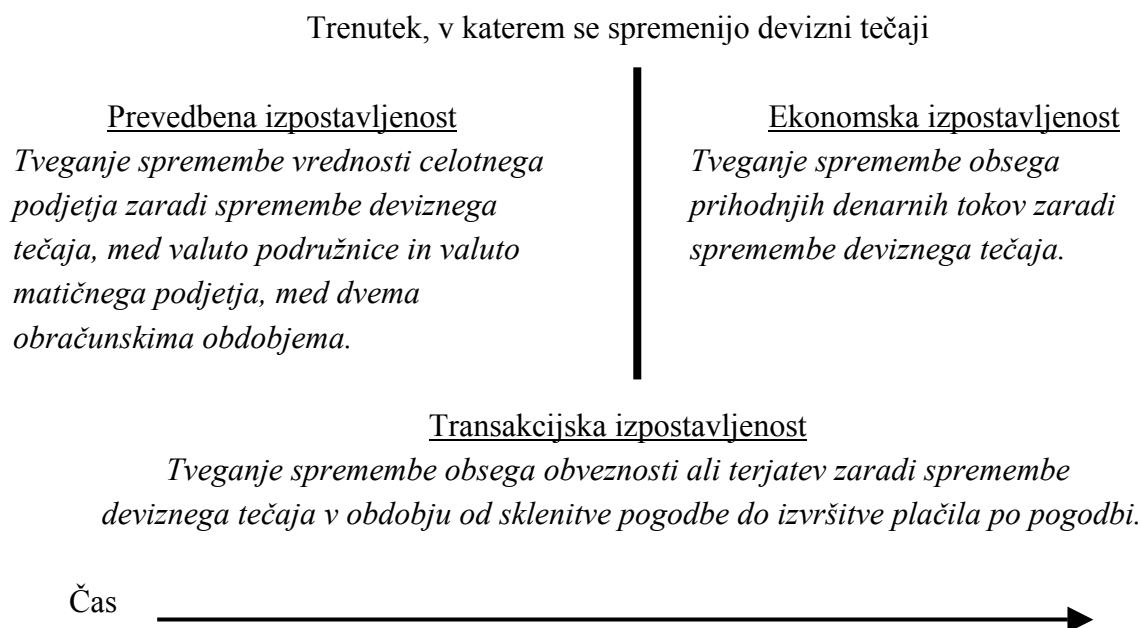 Trenutek, v katerem se spremenijo devizni tečaji
Prevedbena izpostavljenost
Tveganje spremembe vrednosti celotnega
podjetja zaradi spremembe deviznega
tečaja, med valuto podružnice in valuto
matičnega podjetja, med dvema
obračunskima obdobjema.
Ekonomska izpostavljenost
Tveganje spremembe obsega
prihodnjih denarnih tokov zaradi
spremembe deviznega tečaja.
Transakcijska izpostavljenost
Tveganje spremembe obsega obveznosti ali terjatev zaradi spremembe
deviznega tečaja v obdobju od sklenitve pogodbe do izvršitve plačila po pogodbi.
Čas